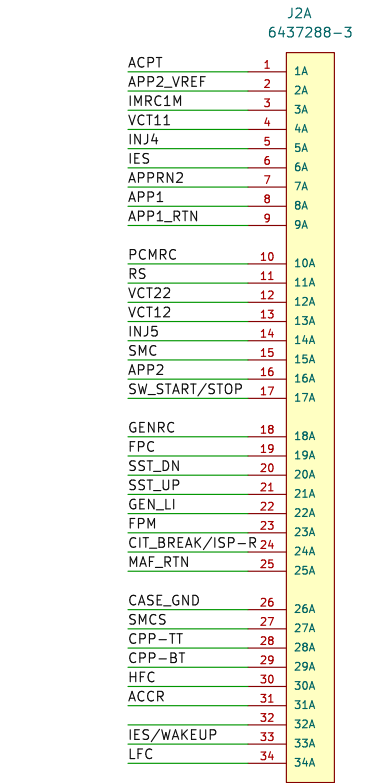 J2A
6437288-3
ACPT 1 1A
APP2_VREF 2 2A
IMRC1M 3 3A
VCT11 4 4A
INJ4 5 5A
IES 6 6A
APPRN2 7 7A
APP1 8 8A
APP1_RTN 9 9A
PCMRC 10 10A
RS 11 11A
VCT22 12 12A
VCT12 13 13A
INJ5 14 14A
SMC 15 15A
APP2 16 16A
SW_START/STOP 17 17A
GENRC 18 18A
FPC 19 19A
SST_DN 20 20A
SST_UP 21 21A
GEN_LI 22 22A
FPM 23 23A
CIT_BREAK/ISP-R 24 24A
MAF_RTN 25 25A
CASE_GND 26 26A
SMCS 27 27A
CPP-TT 28 28A
CPP-BT 29 29A
HFC 30 30A
ACCR 31 31A
32 32A
IES/WAKEUP 33 33A
LFC 34 34A